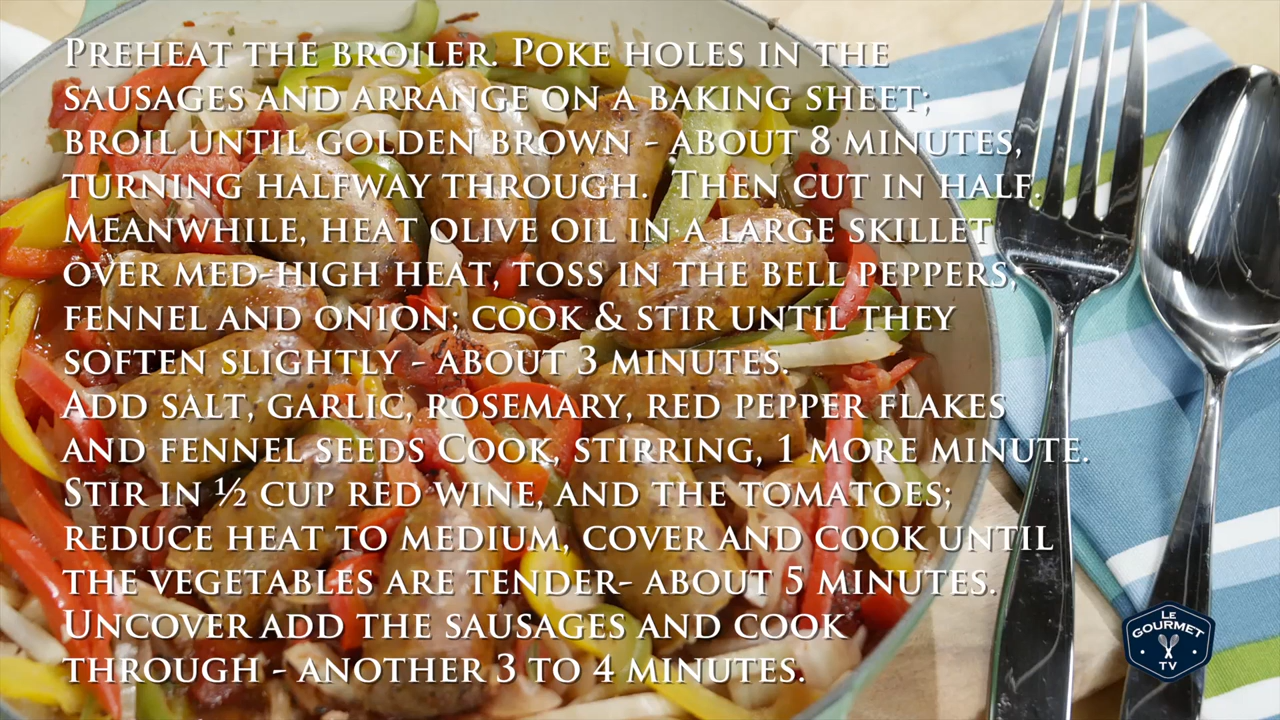 Preheat the broiler. Poke holes in the
sausages and arrange on a baking sheet;
broil until golden brown - about 8 minutes,
turning halfway through. Then cut in half.
Meanwhile, heat olive oil in a large skillet
over med-high heat, toss in the bell peppers,
fennel and onion; cook & stir until they
soften slightly - about 3 minutes.
Add salt, garlic, rosemary, red pepper flakes
and fennel seeds Cook, stirring, 1 more minute.
Stir in ½ cup red wine, and the tomatoes;
reduce heat to medium, cover and cook until
the vegetables are tender- about 5 minutes.
Uncover add the sausages and cook
through - another 3 to 4 minutes.
LE
GOURMET
TV